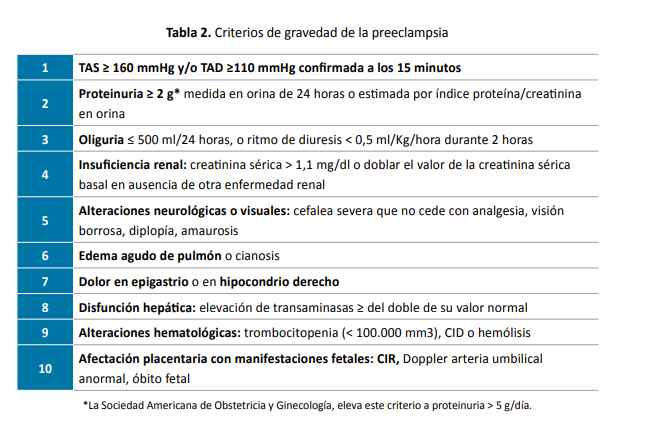 Tabla 2. Criterios de gravedad de la preeclampsia
1 TAS ≥ 160 mmHg y/o TAD ≥110 mmHg confirmada a los 15 minutos
2 Proteinuria ≥ 2 g* medida en orina de 24 horas o estimada por índice proteína/creatinina
en orina
3 Oliguria ≤ 500 ml/24 horas, o ritmo de diuresis < 0,5 ml/Kg/hora durante 2 horas
4 Insuficiencia renal: creatinina sérica > 1,1 mg/dl o doblar el valor de la creatinina sérica
basal en ausencia de otra enfermedad renal
5 Alteraciones neurológicas o visuales: cefalea severa que no cede con analgesia, visión
borrosa, diplopía, amaurosis
6 Edema agudo de pulmón o cianosis
7 Dolor en epigastrio o en hipocondrio derecho
8 Disfunción hepática: elevación de transaminasas ≥ del doble de su valor normal
9 Alteraciones hematológicas: trombocitopenia (< 100.000 mm3), CID o hemólisis
10 Afectación placentaria con manifestaciones fetales: CIR, Doppler arteria umbilical
anormal, óbito fetal
*La Sociedad Americana de Obstetricia y Ginecología, eleva este criterio a proteinuria > 5 g/día.